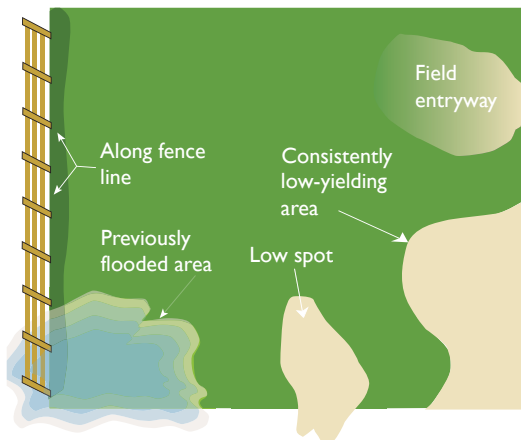 Field
entryway
Along fence
line
Consistently
low-yielding
area
Previously
flooded area
Low spot